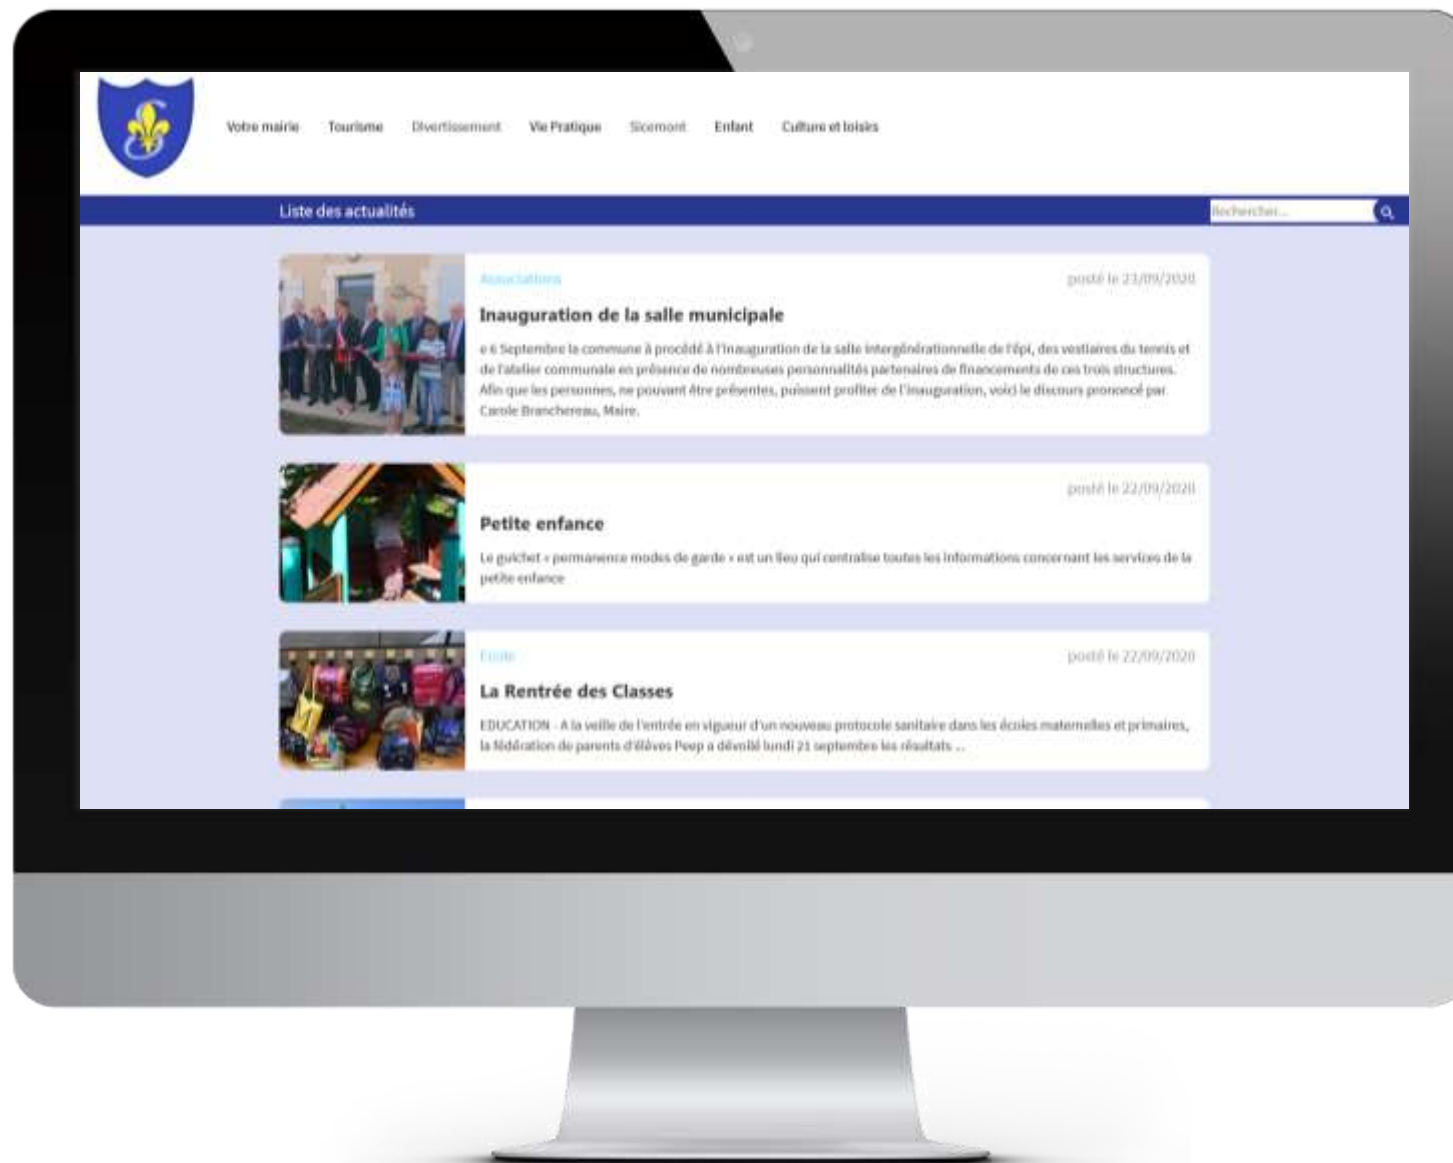 Votre mairie Tourisme Divertissement Vie Pratique Sicemont Enfant Culture et loisirs
Liste des actualités
Rechercher...
Associations
posté le 23/09/2020
Inauguration de la salle municipale
e 6 Septembre la commune à procédé à l'inauguration de la salle intergénérationnelle de l'épi, des vestiaires du tennis et
de l'atelier communale en présence de nombreuses personnalités partenaires de financements de ces trois structures.
Afin que les personnes, ne pouvant être présentes, puissent profiter de l'inauguration, voici le discours prononcé par
Carole Branchereau, Maire.
posté le 22/09/2020
Petite enfance
Le guichet « permanence modes de garde » est un lieu qui centralise toutes les informations concernant les services de la
petite enfance
Ecole
posté le 22/09/2020
La Rentrée des Classes
EDUCATION - A la veille de l'entrée en vigueur d'un nouveau protocole sanitaire dans les écoles maternelles et primaires,
la fédération de parents d'élèves Peep a dévoilé lundi 21 septembre les résultats ...